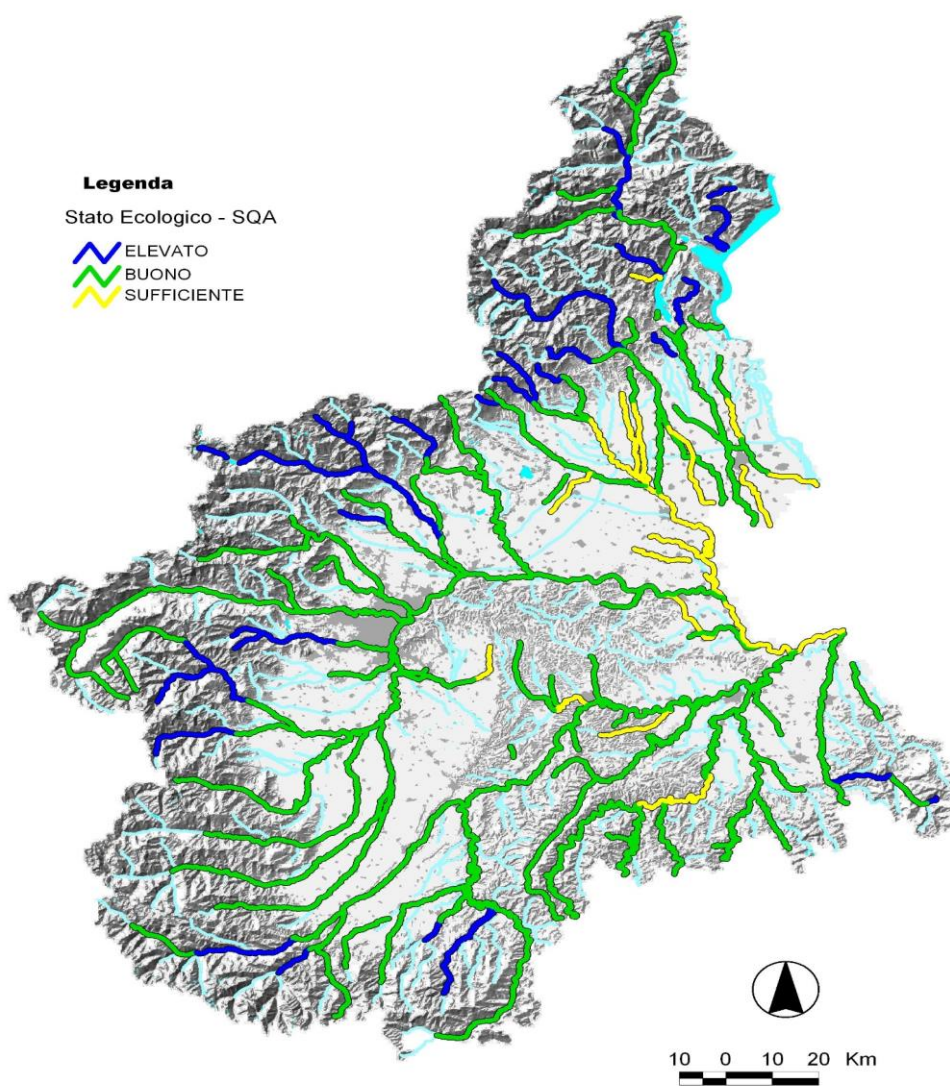 Legenda
Stato Ecologico - SQA
ELEVATO
BUONO
SUFFICIENTE
10 0 10 20 Km